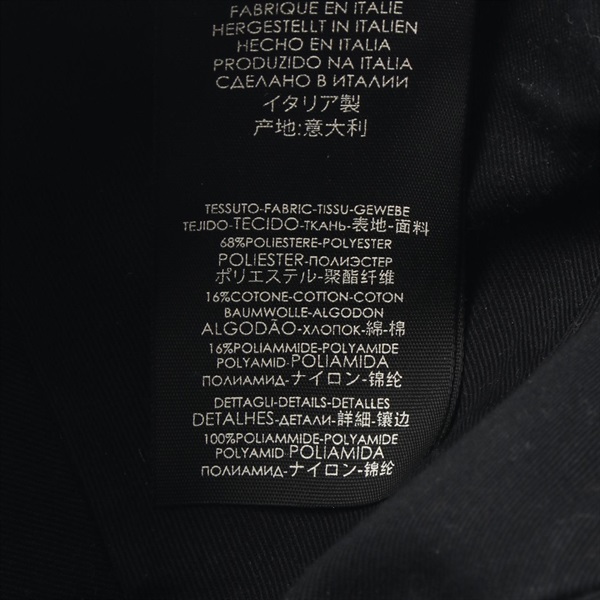 FABRIQUE EN ITALIE
HERGESTELLT IN ITALIEN
HECHO EN ITALIA
PRODUZIDO NA ITALIA
СДЕЛАНО В ИТАЛИИ
イタリア製
产地:意大利
TESSUTO-FABRIC-TISSU-GEWEBE
TEJIDO-TECIDO-ТКАНЬ-表地-面料
68%POLIESTERE-POLYESTER
POLIESTER-ПОЛИЭСТЕР
ポリエステル-聚酯纤维
16%COTONE-COTTON-COTON
BAUMWOLLE-ALGODON
ALGODÃO-ХЛОПОК-綿-棉
16%POLIAMMIDE-POLYAMIDE
POLYAMID-POLIAMIDA
ПОЛИАМИД-ナイロン-锦纶
DETTAGLI-DETAILS-DETALLES
DETALHES-ДЕТАЛИ-詳細-镶边
100%POLIAMMIDE-POLYAMIDE
POLYAMID-POLIAMIDA
ПОЛИАМИД-ナイロン-锦纶